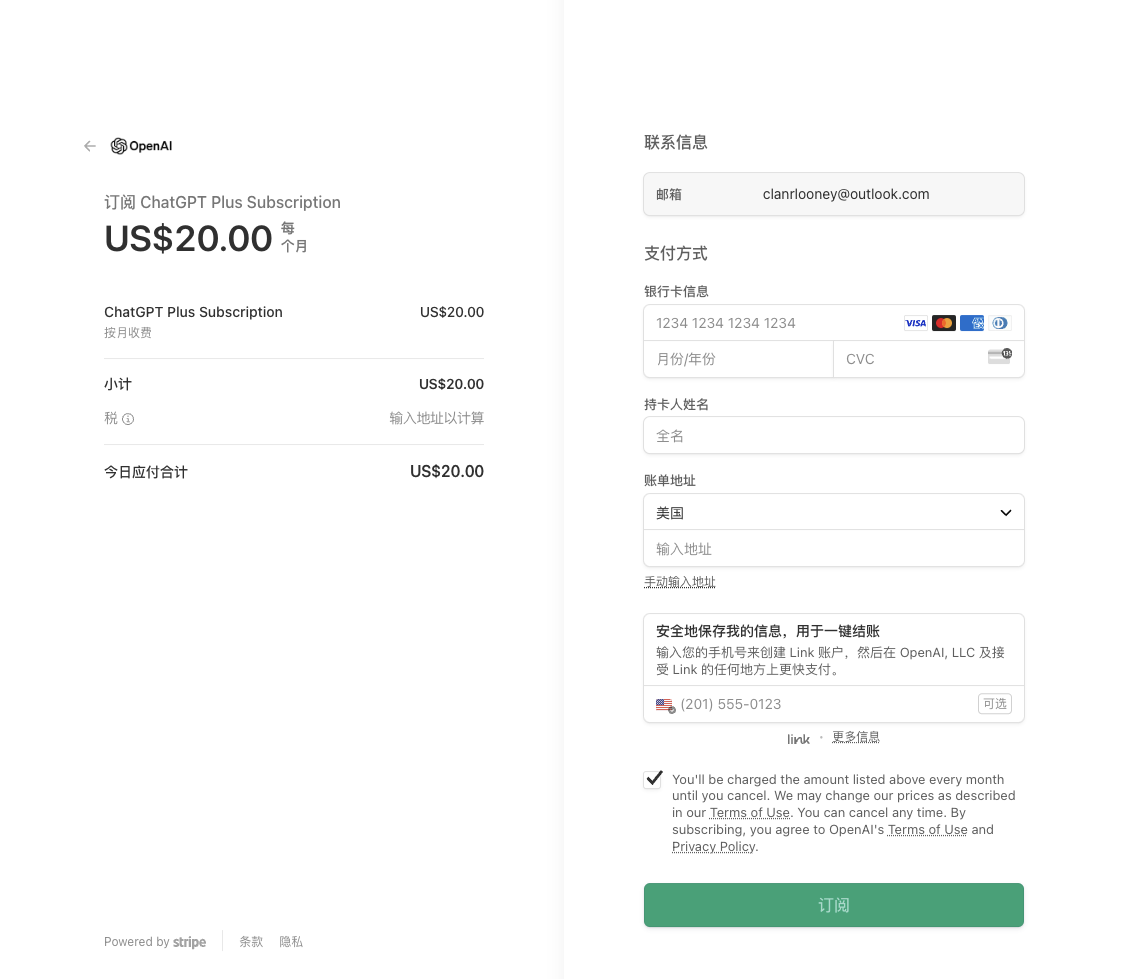 OpenAI
订阅 ChatGPT Plus Subscription
US$20.00 每
个月
ChatGPT Plus Subscription US$20.00
按月收费
小计 US$20.00
税 输入地址以计算
今日应付合计 US$20.00
Powered by stripe 条款 隐私
联系信息
邮箱 clanrlooney@outlook.com
支付方式
银行卡信息
1234 1234 1234 1234 VISA
月份/年份 CVC
持卡人姓名
全名
账单地址
美国
输入地址
手动输入地址
安全地保存我的信息，用于一键结账
输入您的手机号来创建 Link 账户，然后在 OpenAI, LLC 及接
受 Link 的任何地方上更快支付。
(201) 555-0123 可选
link · 更多信息
You'll be charged the amount listed above every month
until you cancel. We may change our prices as described
in our Terms of Use. You can cancel any time. By
subscribing, you agree to OpenAI's Terms of Use and
Privacy Policy.
订阅